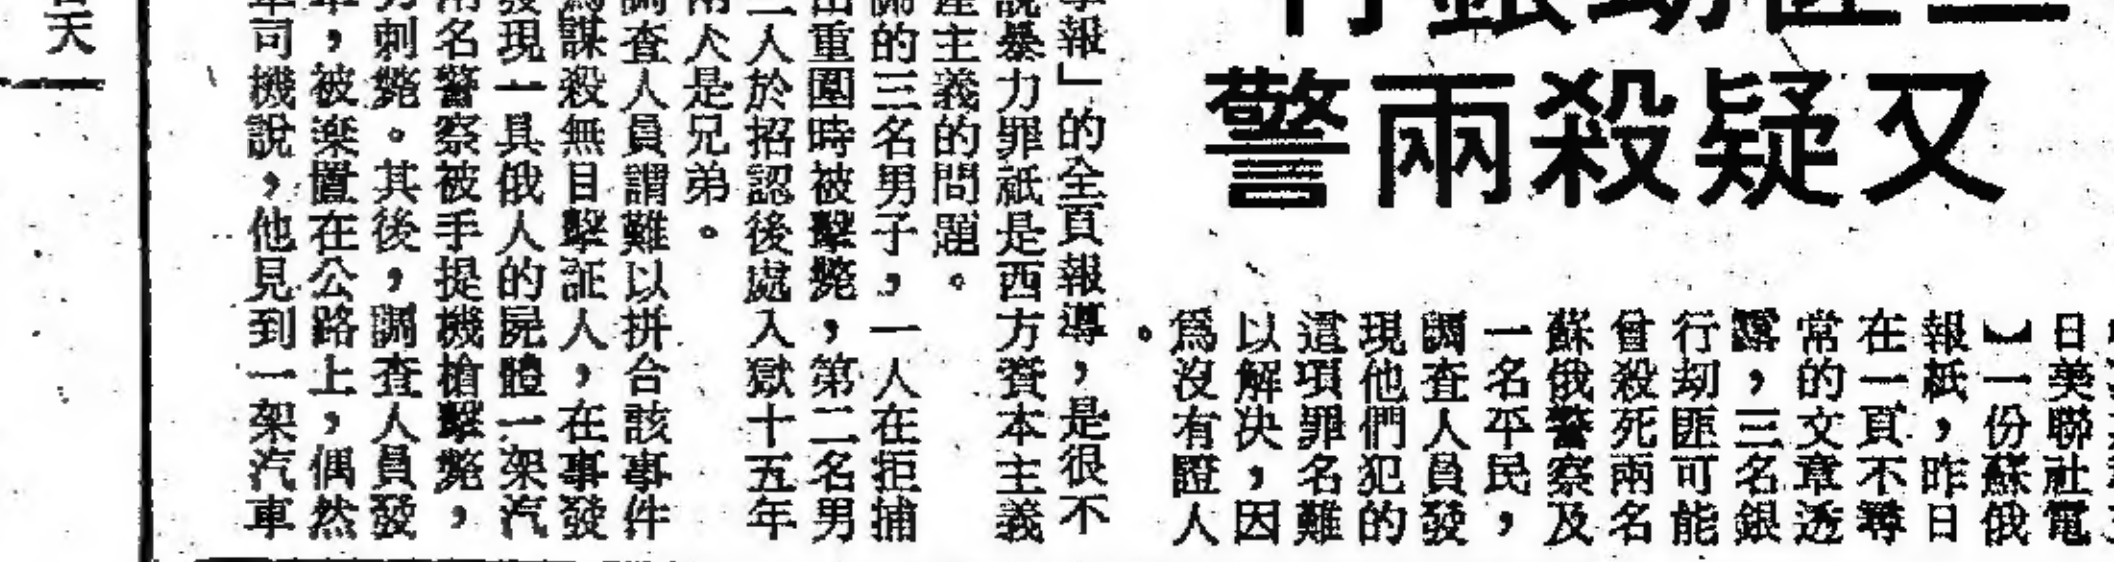 三匪劫銀行
又疑殺兩警
日美聯社電
】一份蘇俄
報紙，昨日
在一頁不尋
常的文章透
露，三名銀
行刼匪可能
曾殺死兩名
蘇俄警察及
一名平民，
調查人員發
現他們犯的
這項罪名難
以解決，因
爲沒有證人
。
報」的全頁報導，是很不
說暴力罪祇是西方資本主義
產主義的問題。
備的三名男子，一人在拒捕
出重圍時被擊斃，第二名男
二人於招認後處入獄十五年
兩人是兄弟。
調查人員謂難以拼合該事件
爲謀殺無目擊証人，在事發
發現一具俄人的屍體一架汽
兩名警察被手提機槍擊斃，
刺斃。其後，調查人員發
車，被棄置在公路上，偶然
車司機說，他見到一架汽車
天